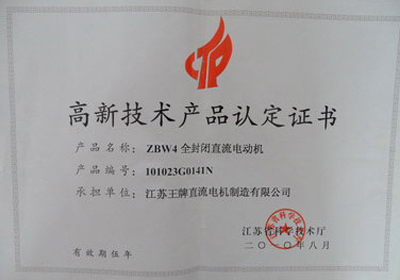 高新技术产品认定证书
产品名称: ZBW4 全封闭直流电动机
产品编号: 101023G0141N
承担单位: 江苏王牌直流电机制造有限公司
江苏省科学技术厅
二〇一〇年八月
有效期伍年